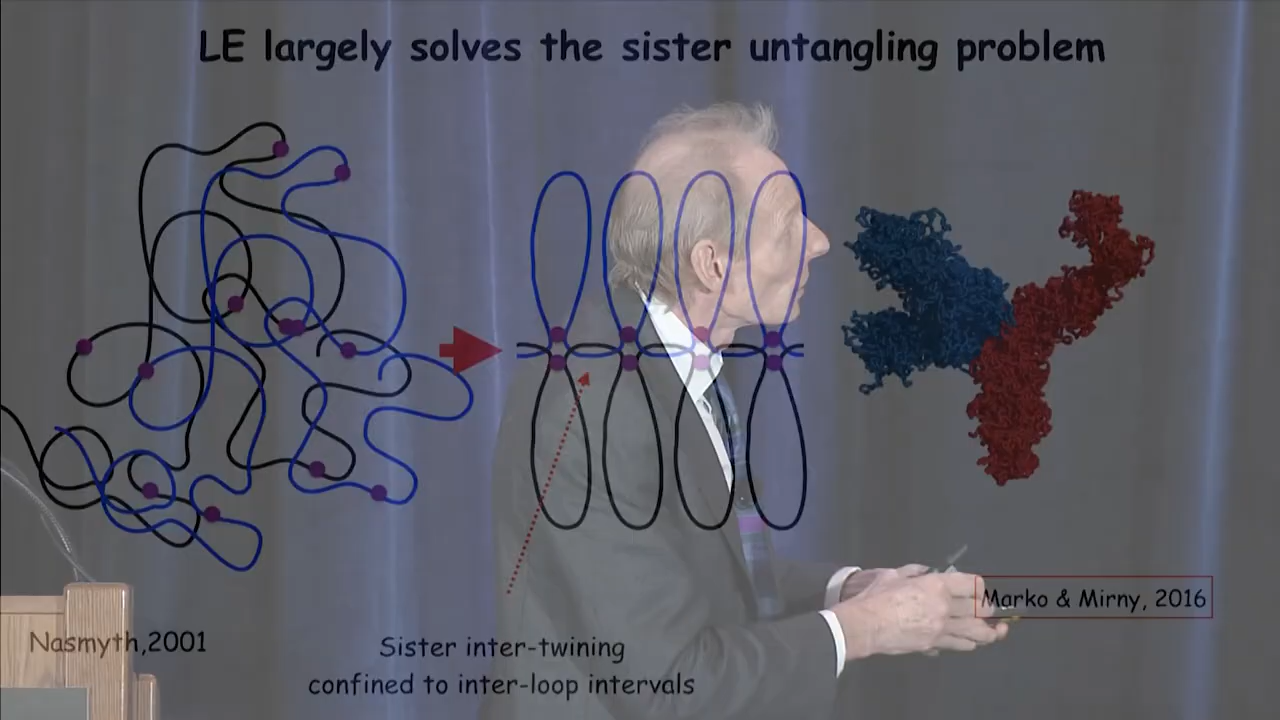 LE largely solves the sister untangling problem
Marko & Mirny, 2016
Nasmyth,2001
Sister inter-twining
confined to inter-loop intervals